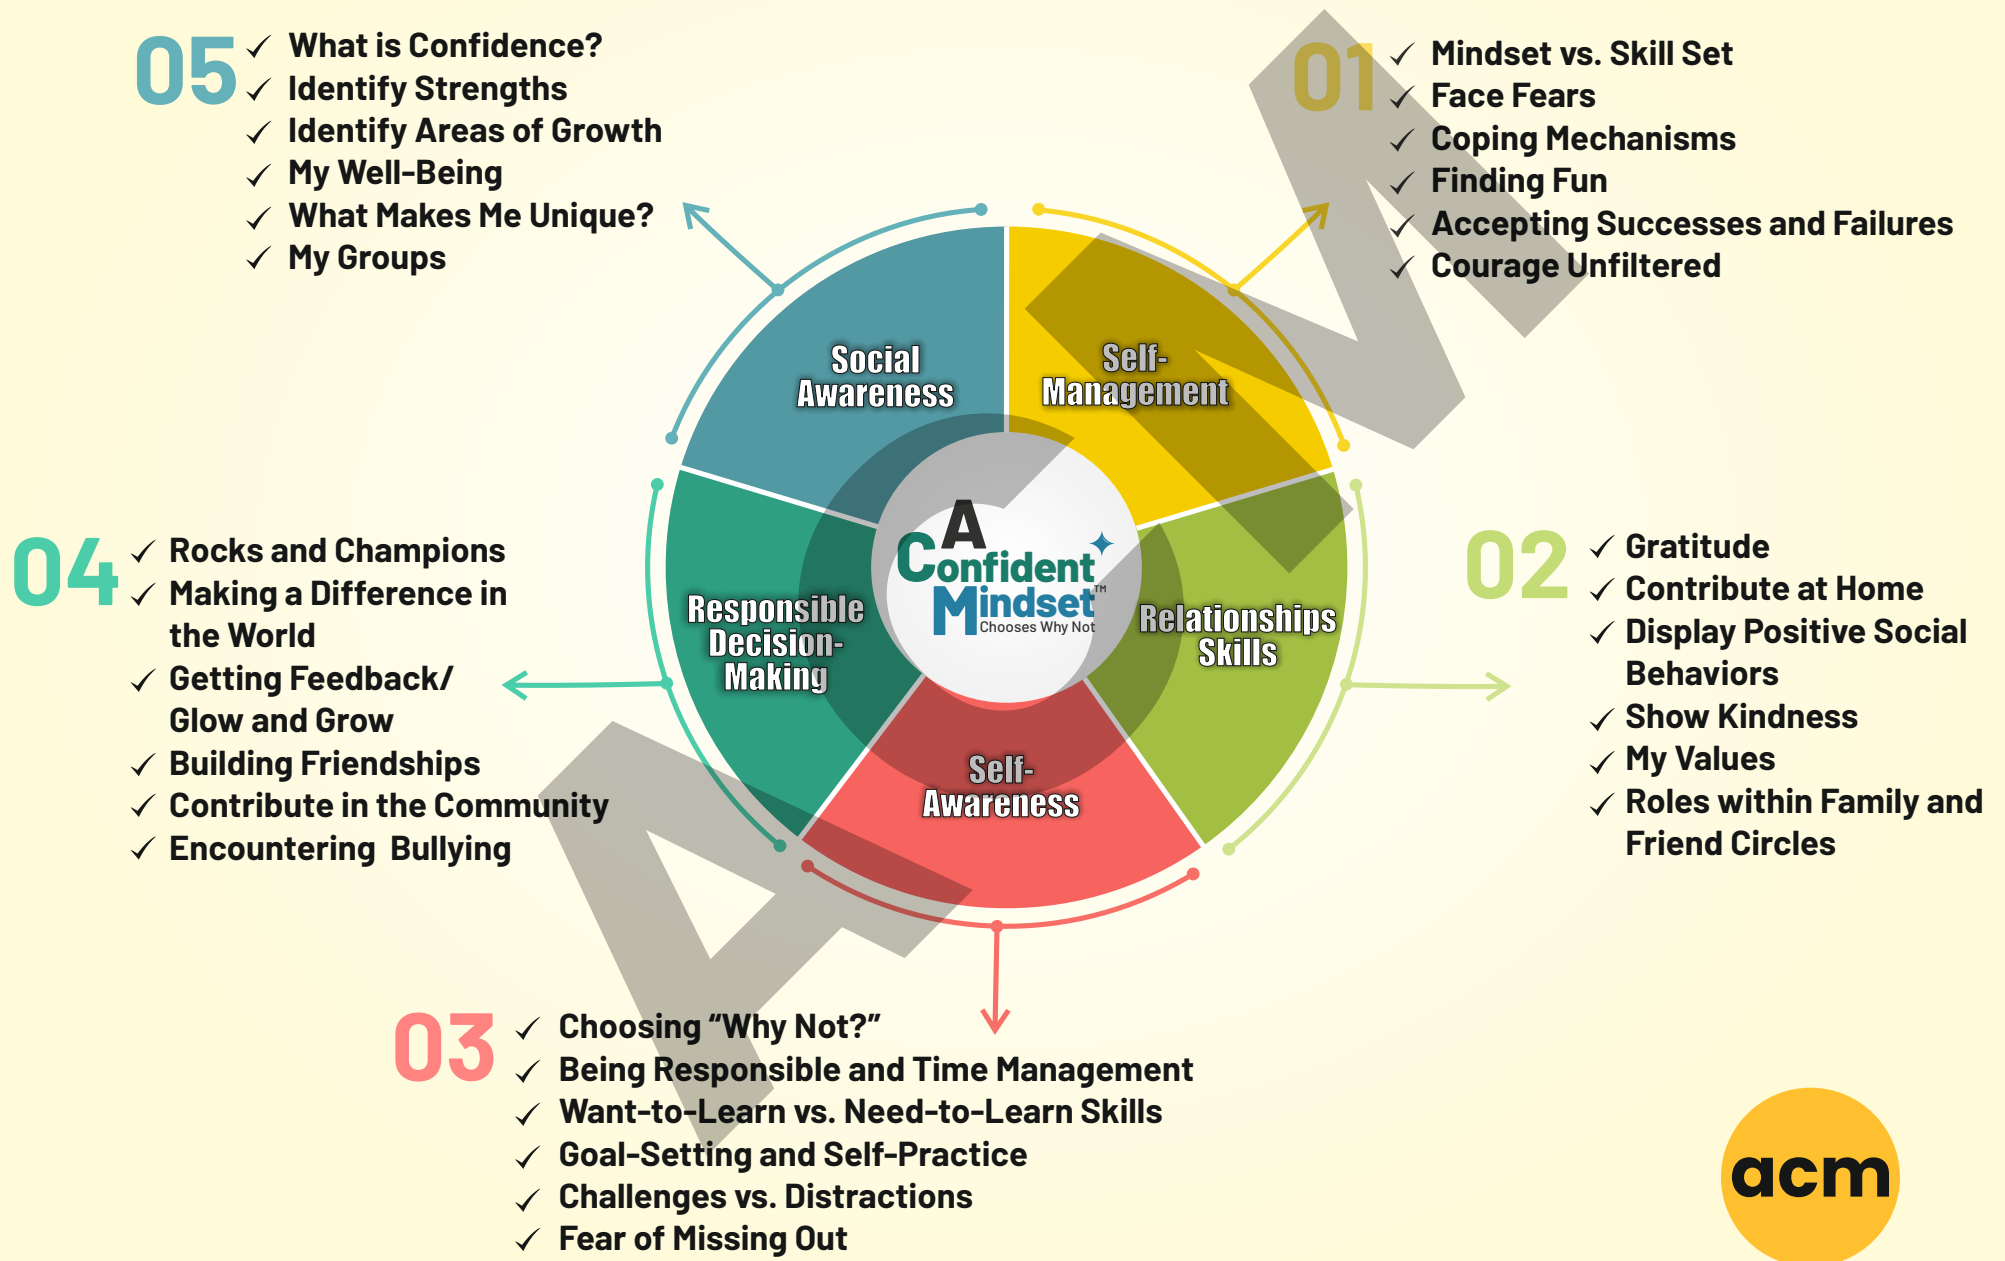 05
What is Confidence?
Identify Strengths
Identify Areas of Growth
My Well-Being
What Makes Me Unique?
My Groups
01
Mindset vs. Skill Set
Face Fears
Coping Mechanisms
Finding Fun
Accepting Successes and Failures
Courage Unfiltered
Social
Awareness
Self-
Management
A
Confident
Mindset™
Chooses Why Not
Responsible
Decision-
Making
Relationships
Skills
Self-
Awareness
04
Rocks and Champions
Making a Difference in
the World
Getting Feedback/
Glow and Grow
Building Friendships
Contribute in the Community
Encountering  Bullying
02
Gratitude
Contribute at Home
Display Positive Social
Behaviors
Show Kindness
My Values
Roles within Family and
Friend Circles
03
Choosing “Why Not?”
Being Responsible and Time Management
Want-to-Learn vs. Need-to-Learn Skills
Goal-Setting and Self-Practice
Challenges vs. Distractions
Fear of Missing Out
acm
ACM